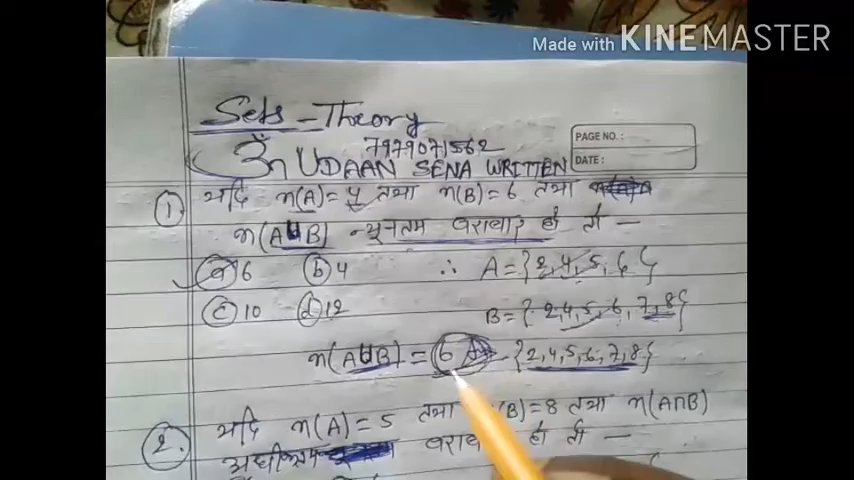 Made with KINEMASTER
Sets - Theory
7979071562
ॐ UDAAN SENA WRITTEN
PAGE NO. :
DATE :
① यदि n(A)= 4 तथा n(B)= 6 तथा
n(A∪B) न्यूनतम बराबर हो तो —
ⓐ 6 ⓑ 4 ∴ A = {2,4,5,6}
ⓒ 10 ⓓ 12 B = {2,4,5,6,7,8}
n(A∪B) = 6 {2,4,5,6,7,8}
② यदि n(A) = 5 तथा (B)=8 तथा n(A∩B)
अधिकतम हो तो —